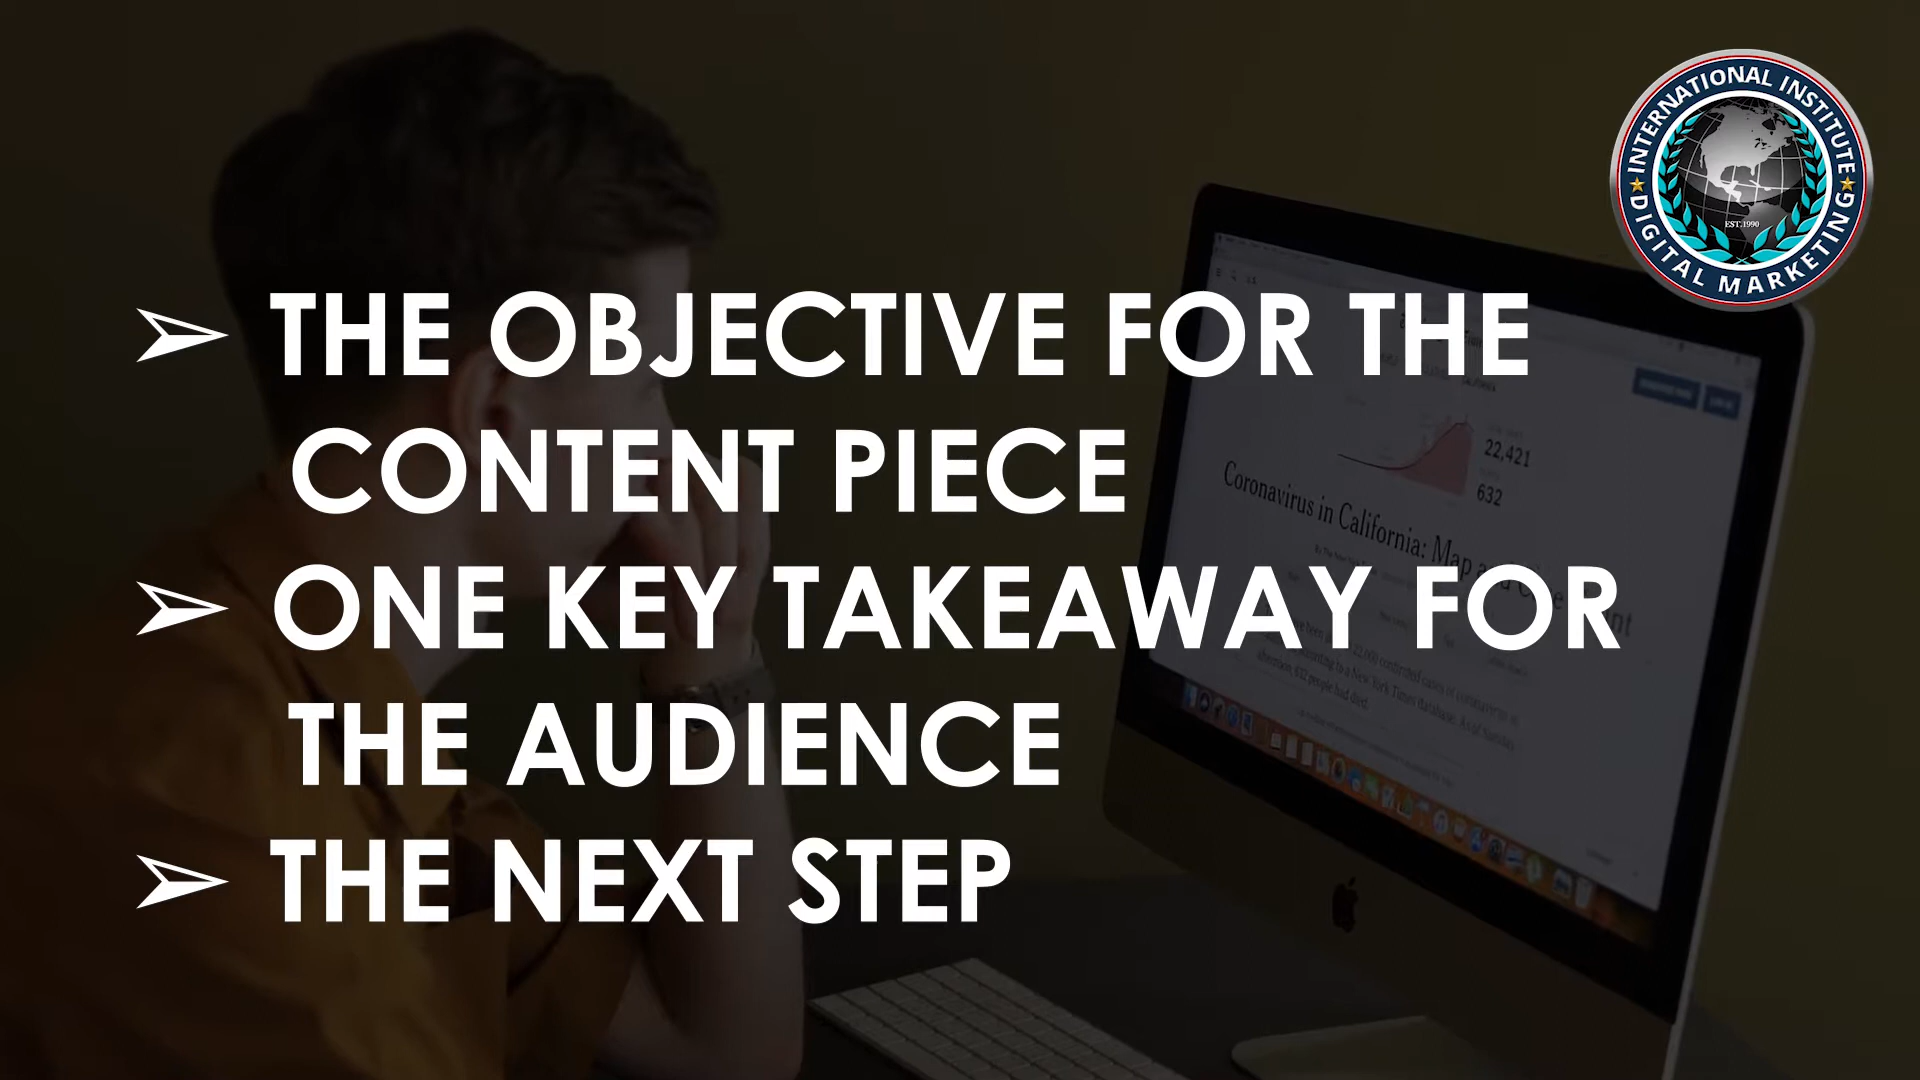 INTERNATIONAL INSTITUTE
EST.1990
DIGITAL MARKETING
➢ THE OBJECTIVE FOR THE
CONTENT PIECE
➢ ONE KEY TAKEAWAY FOR
THE AUDIENCE
➢ THE NEXT STEP
22,421
632
Coronavirus in California: Map